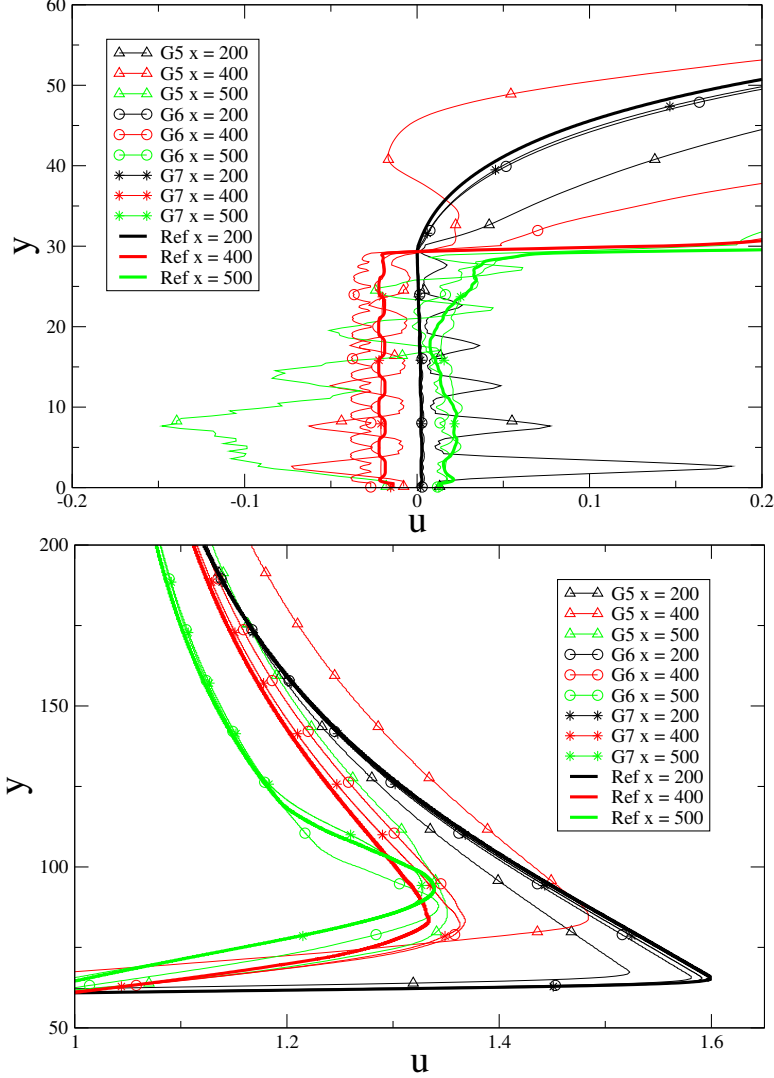 60
50
40
30
20
10
0
y
G5 x = 200
G5 x = 400
G5 x = 500
G6 x = 200
G6 x = 400
G6 x = 500
G7 x = 200
G7 x = 400
G7 x = 500
Ref x = 200
Ref x = 400
Ref x = 500
-0.2 -0.1 0 0.1 0.2
u
200
150
100
50
y
G5 x = 200
G5 x = 400
G5 x = 500
G6 x = 200
G6 x = 400
G6 x = 500
G7 x = 200
G7 x = 400
G7 x = 500
Ref x = 200
Ref x = 400
Ref x = 500
1 1.2 1.4 1.6
u